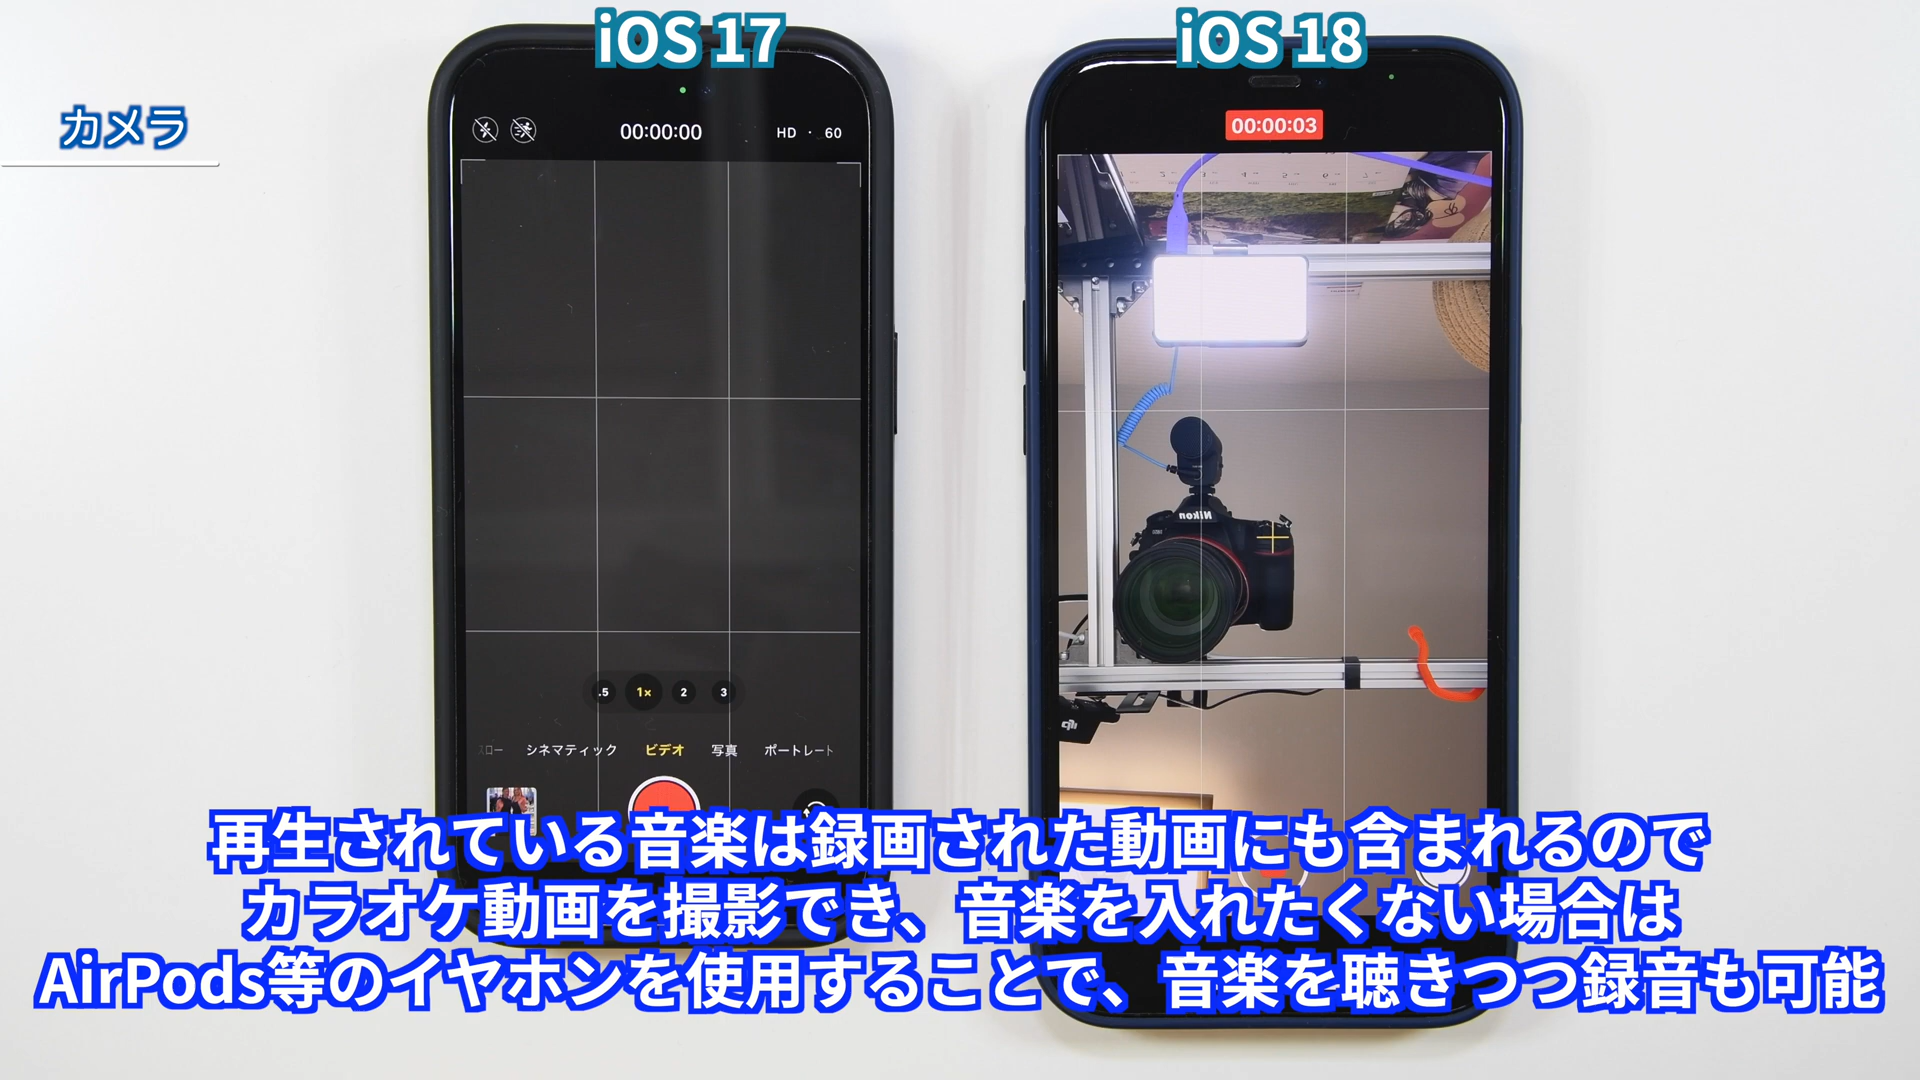 iOS 17
iOS 18
カメラ
00:00:00
HD · 60
00:00:03
Nikon
.5 1x 2 3
スロー シネマティック ビデオ 写真 ポートレート
dji
再生されている音楽は録画された動画にも含まれるので
カラオケ動画を撮影でき、音楽を入れたくない場合は
AirPods等のイヤホンを使用することで、音楽を聴きつつ録音も可能